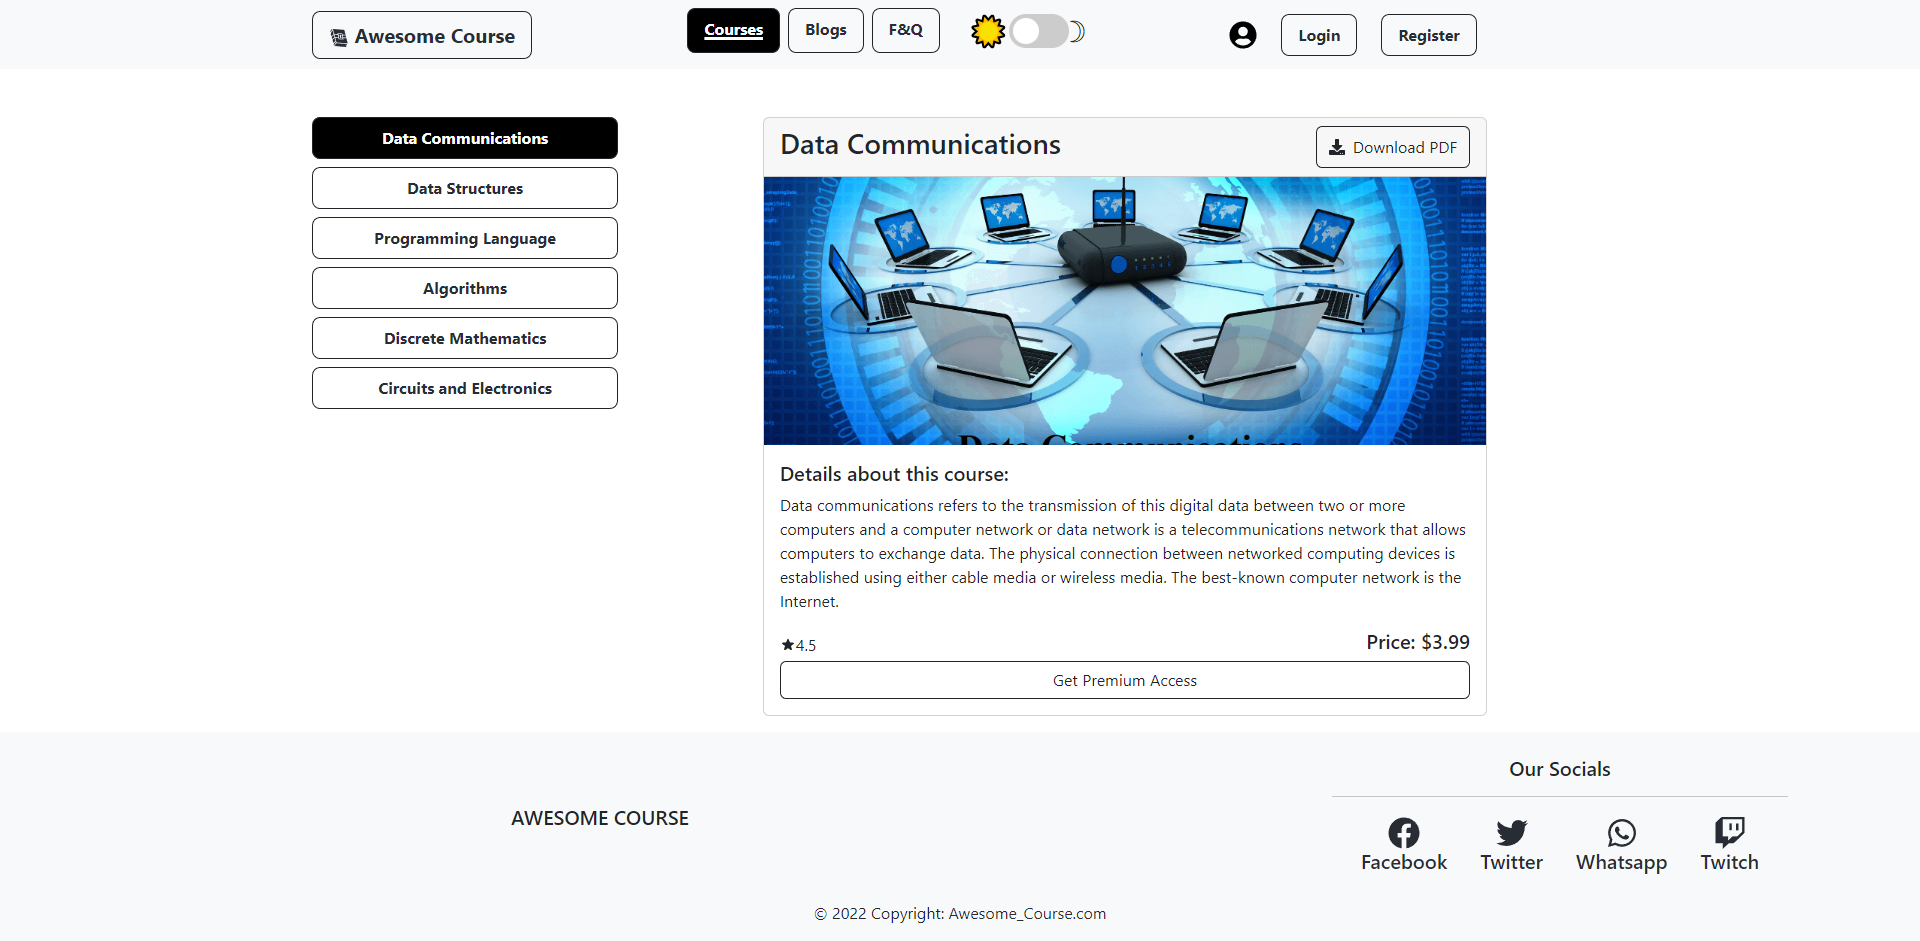 Awesome Course
Courses
Blogs
F&Q
Login
Register
Data Communications
Data Structures
Programming Language
Algorithms
Discrete Mathematics
Circuits and Electronics
Data Communications
Download PDF
Data Communications
Details about this course:
Data communications refers to the transmission of this digital data between two or more
computers and a computer network or data network is a telecommunications network that allows
computers to exchange data. The physical connection between networked computing devices is
established using either cable media or wireless media. The best-known computer network is the
Internet.
4.5
Price: $3.99
Get Premium Access
AWESOME COURSE
Our Socials
Facebook
Twitter
Whatsapp
Twitch
© 2022 Copyright: Awesome_Course.com